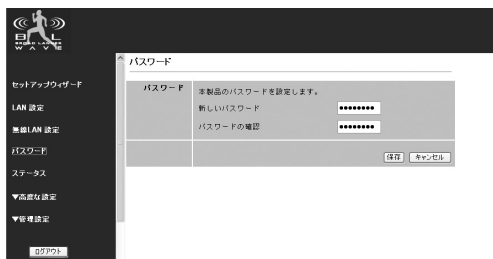 BROAD LANNER
WAVE
パスワード
セットアップウィザード
LAN 設定
無線LAN 設定
パスワード
ステータス
▼高度な設定
▼管理設定
ログアウト
パスワード
本製品のパスワードを設定します。
新しいパスワード
パスワードの確認
保存 キャンセル